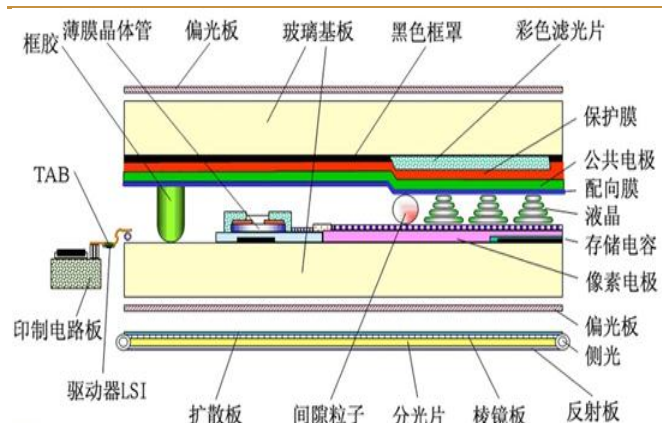 薄膜晶体管
偏光板
玻璃基板
黑色框罩
彩色滤光片
框胶
保护膜
公共电极
配向膜
液晶
存储电容
像素电极
TAB
印制电路板
驱动器LSI
偏光板
侧光
扩散板
间隙粒子
分光片
棱镜板
反射板